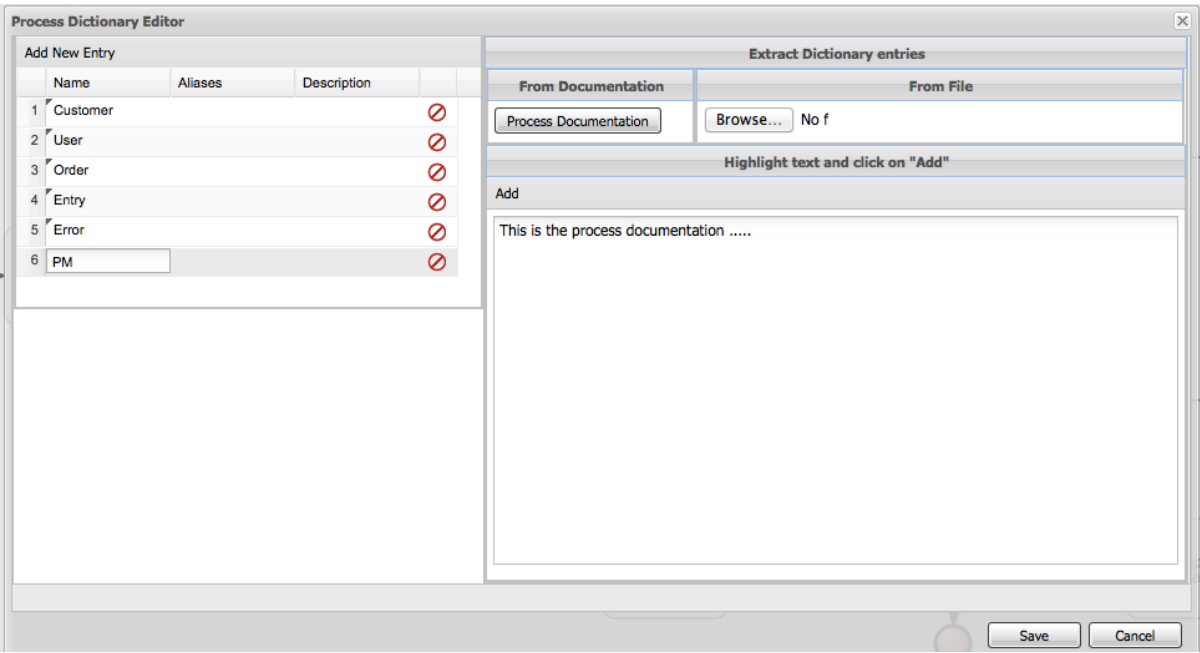 Process Dictionary Editor
Add New Entry
Name Aliases Description
1 Customer
2 User
3 Order
4 Entry
5 Error
6 PM
Extract Dictionary entries
From Documentation From File
Process Documentation Browse... No f
Highlight text and click on "Add"
Add
This is the process documentation .....
Save Cancel